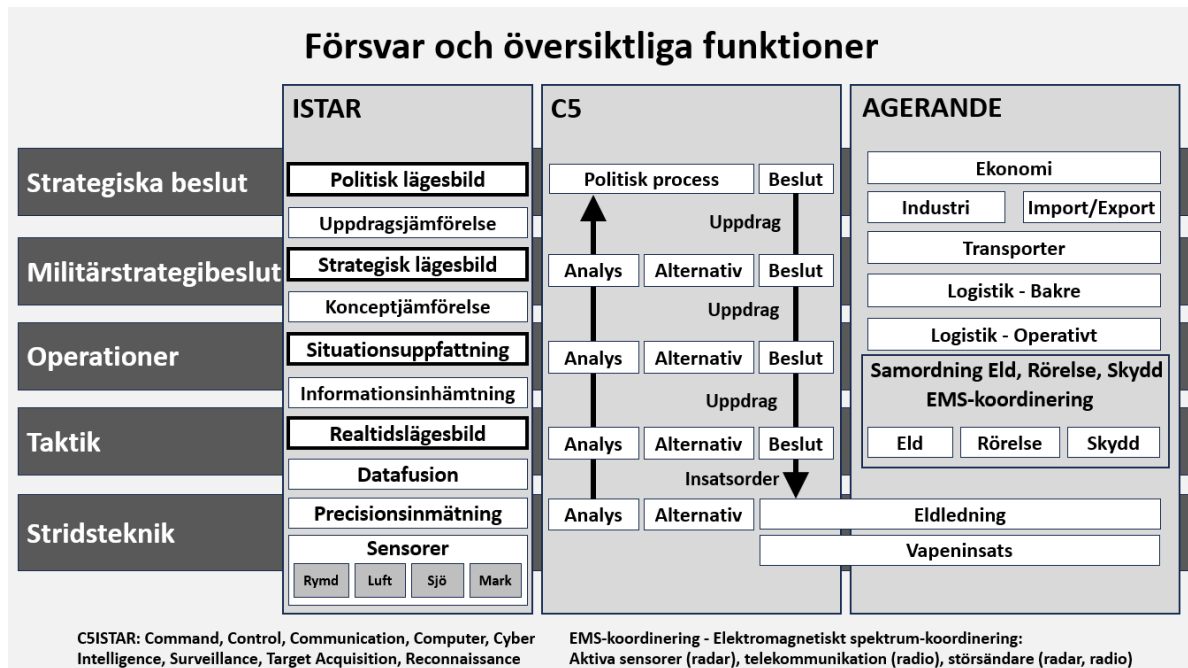 Försvar och översiktliga funktioner
ISTAR
C5
AGERANDE
Strategiska beslut
Militärstrategibeslut
Operationer
Taktik
Stridsteknik
Politisk lägesbild
Uppdragsjämförelse
Strategisk lägesbild
Konceptjämförelse
Situationsuppfattning
Informationsinhämtning
Realtidslägesbild
Datafusion
Precisionsinmätning
Sensorer
Rymd Luft Sjö Mark
Politisk process Beslut
Uppdrag
Analys Alternativ Beslut
Uppdrag
Analys Alternativ Beslut
Uppdrag
Analys Alternativ Beslut
Insatsorder
Analys Alternativ
Ekonomi
Industri Import/Export
Transporter
Logistik - Bakre
Logistik - Operativt
Samordning Eld, Rörelse, Skydd
EMS-koordinering
Eld Rörelse Skydd
Eldledning
Vapeninsats
C5ISTAR: Command, Control, Communication, Computer, Cyber
Intelligence, Surveillance, Target Acquisition, Reconnaissance
EMS-koordinering - Elektromagnetiskt spektrum-koordinering:
Aktiva sensorer (radar), telekommunikation (radio), störsändare (radar, radio)